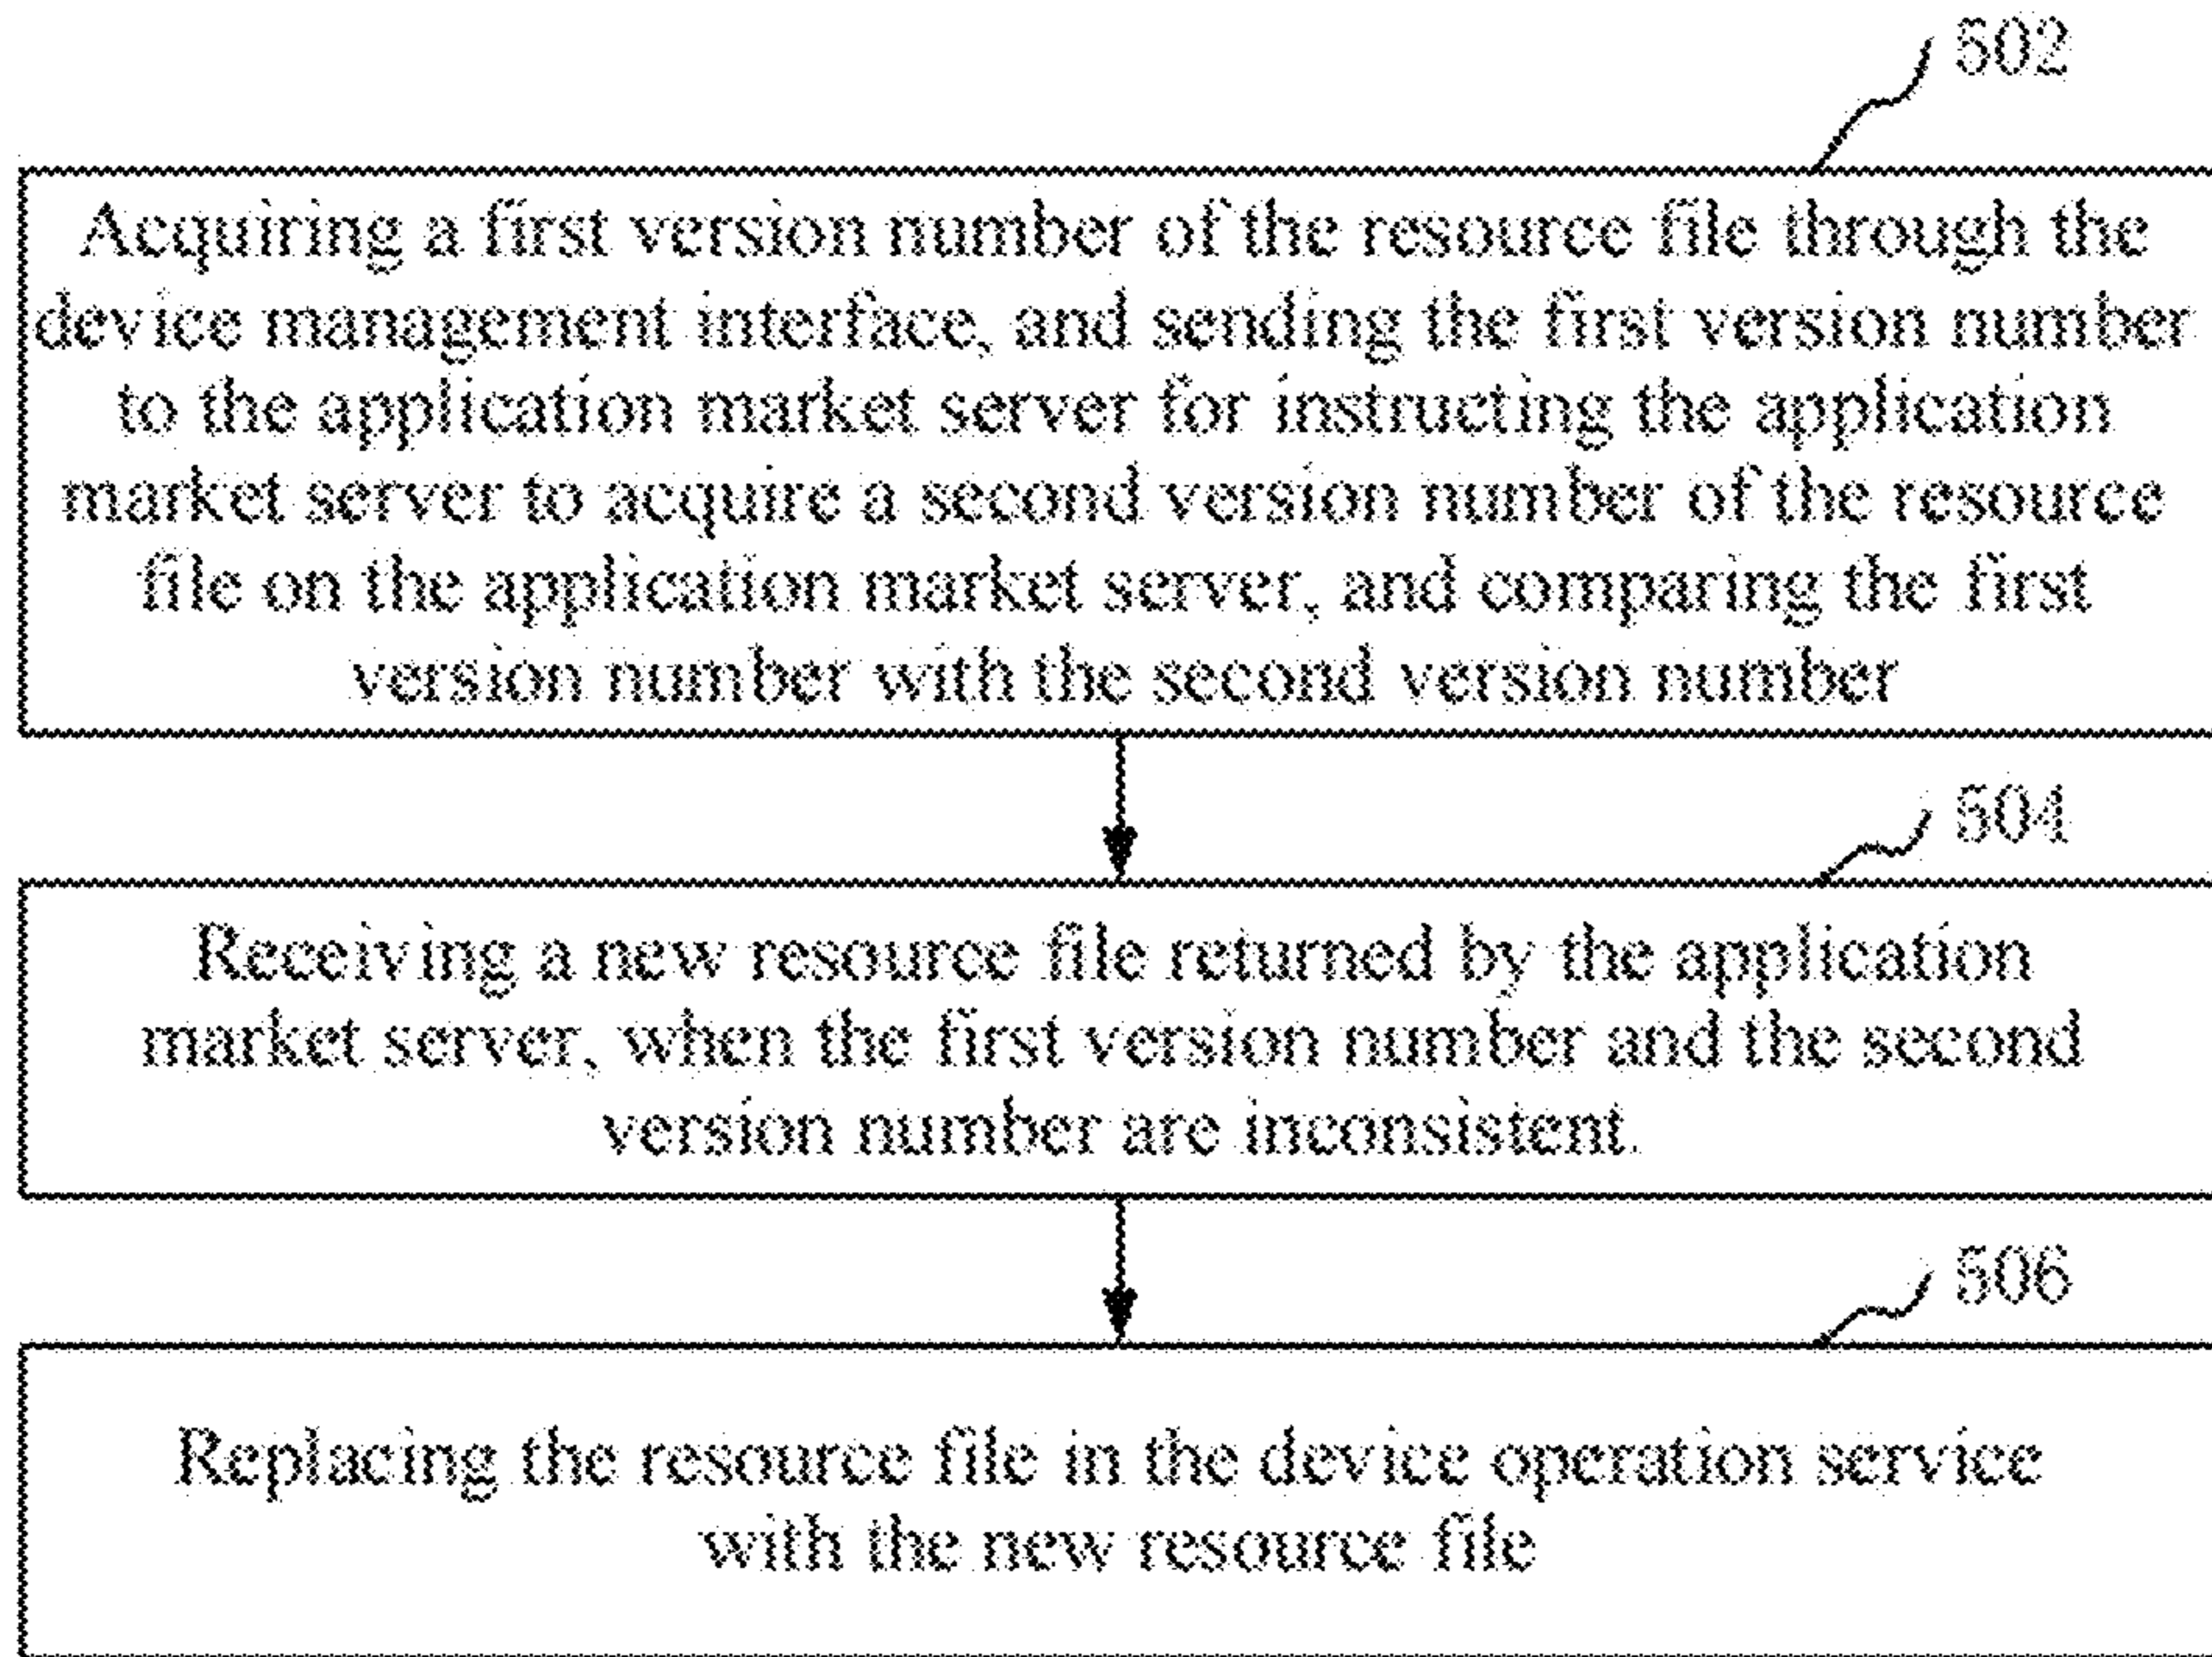 502
Acquiring a first version number of the resource file through the
device management interface, and sending the first version number
to the application market server for instructing the application
market server to acquire a second version number of the resource
file on the application market server, and comparing the first
version number with the second version number
504
Receiving a new resource file returned by the application
market server, when the first version number and the second
version number are inconsistent.
506
Replacing the resource file in the device operation service
with the new resource file